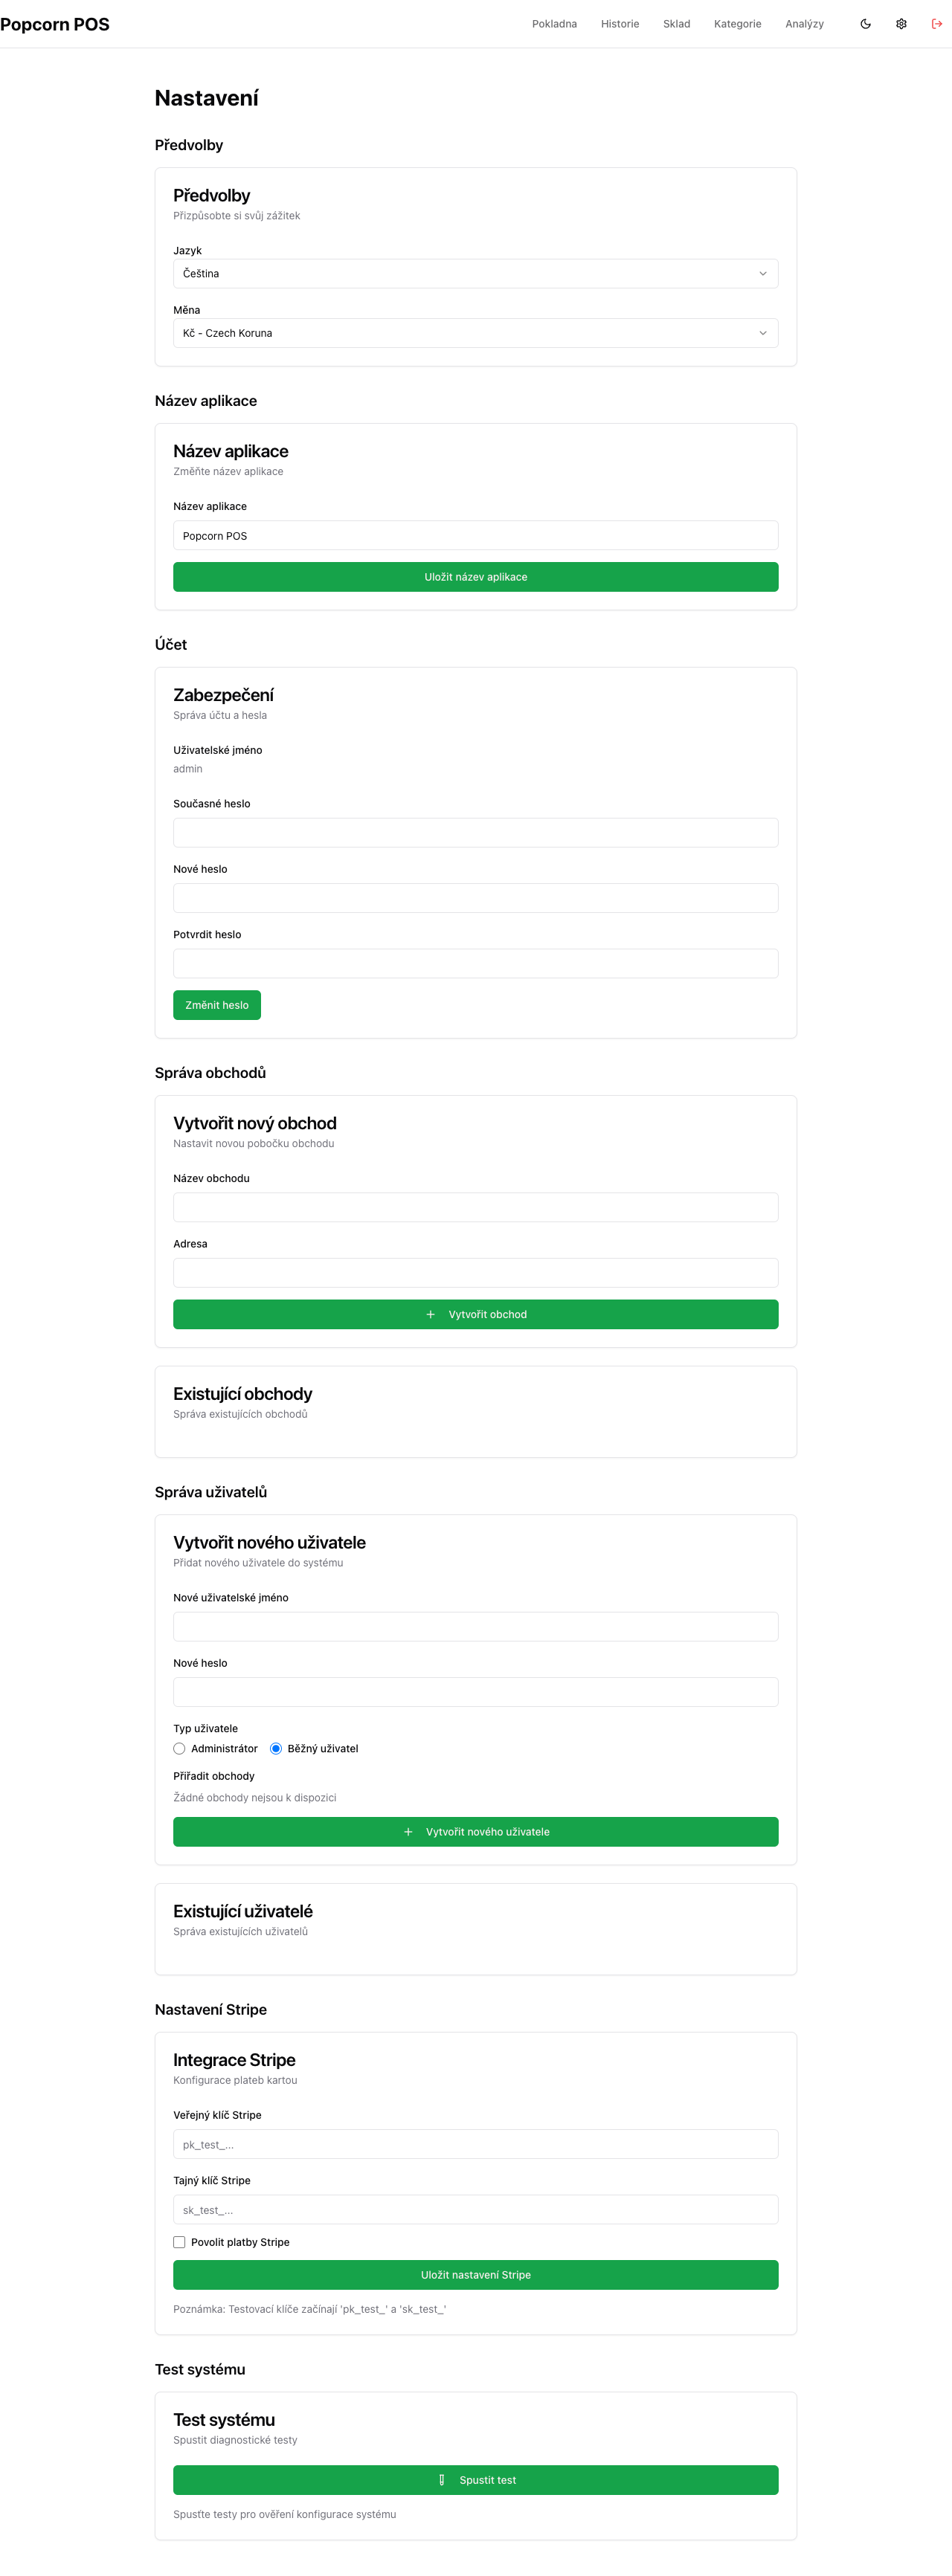 Popcorn POS
Pokladna Historie Sklad Kategorie Analýzy
Nastavení
Předvolby
Předvolby
Přizpůsobte si svůj zážitek
Jazyk
Čeština
Měna
Kč - Czech Koruna
Název aplikace
Název aplikace
Změňte název aplikace
Název aplikace
Popcorn POS
Uložit název aplikace
Účet
Zabezpečení
Správa účtu a hesla
Uživatelské jméno
admin
Současné heslo
Nové heslo
Potvrdit heslo
Změnit heslo
Správa obchodů
Vytvořit nový obchod
Nastavit novou pobočku obchodu
Název obchodu
Adresa
Vytvořit obchod
Existující obchody
Správa existujících obchodů
Správa uživatelů
Vytvořit nového uživatele
Přidat nového uživatele do systému
Nové uživatelské jméno
Nové heslo
Typ uživatele
Administrátor Běžný uživatel
Přiřadit obchody
Žádné obchody nejsou k dispozici
Vytvořit nového uživatele
Existující uživatelé
Správa existujících uživatelů
Nastavení Stripe
Integrace Stripe
Konfigurace plateb kartou
Veřejný klíč Stripe
pk_test_...
Tajný klíč Stripe
sk_test_...
Povolit platby Stripe
Uložit nastavení Stripe
Poznámka: Testovací klíče začínají 'pk_test_' a 'sk_test_'
Test systému
Test systému
Spustit diagnostické testy
Spustit test
Spusťte testy pro ověření konfigurace systému